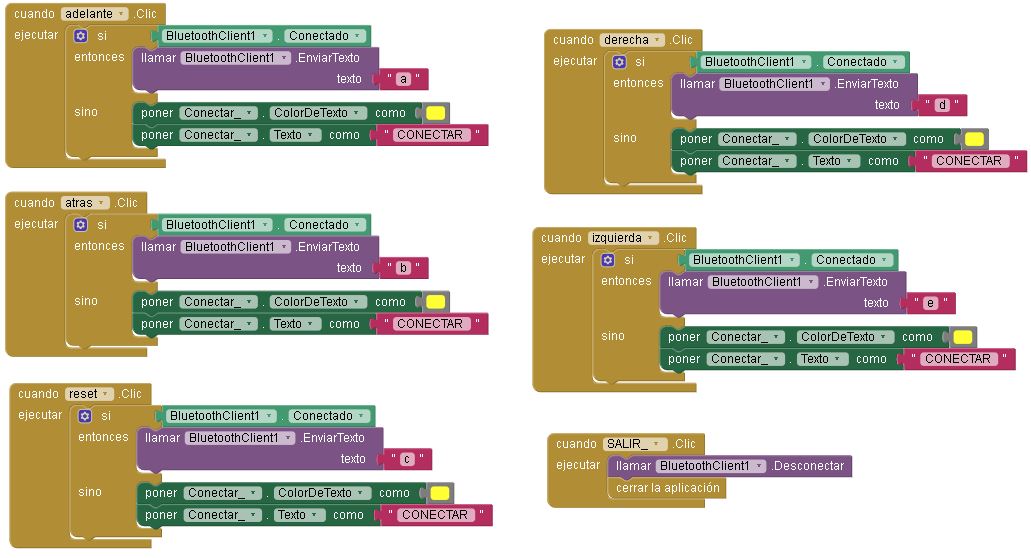 cuando adelante .Clic
ejecutar si BluetoothClient1 . Conectado
entonces llamar BluetoothClient1 .EnviarTexto
texto " a "
sino poner Conectar_ . ColorDeTexto como
poner Conectar_ . Texto como " CONECTAR "
cuando atras .Clic
ejecutar si BluetoothClient1 . Conectado
entonces llamar BluetoothClient1 .EnviarTexto
texto " b "
sino poner Conectar_ . ColorDeTexto como
poner Conectar_ . Texto como " CONECTAR "
cuando reset .Clic
ejecutar si BluetoothClient1 . Conectado
entonces llamar BluetoothClient1 .EnviarTexto
texto " c "
sino poner Conectar_ . ColorDeTexto como
poner Conectar_ . Texto como " CONECTAR "
cuando derecha .Clic
ejecutar si BluetoothClient1 . Conectado
entonces llamar BluetoothClient1 .EnviarTexto
texto " d "
sino poner Conectar_ . ColorDeTexto como
poner Conectar_ . Texto como " CONECTAR "
cuando izquierda .Clic
ejecutar si BluetoothClient1 . Conectado
entonces llamar BluetoothClient1 .EnviarTexto
texto " e "
sino poner Conectar_ . ColorDeTexto como
poner Conectar_ . Texto como " CONECTAR "
cuando SALIR_ .Clic
ejecutar llamar BluetoothClient1 .Desconectar
cerrar la aplicación